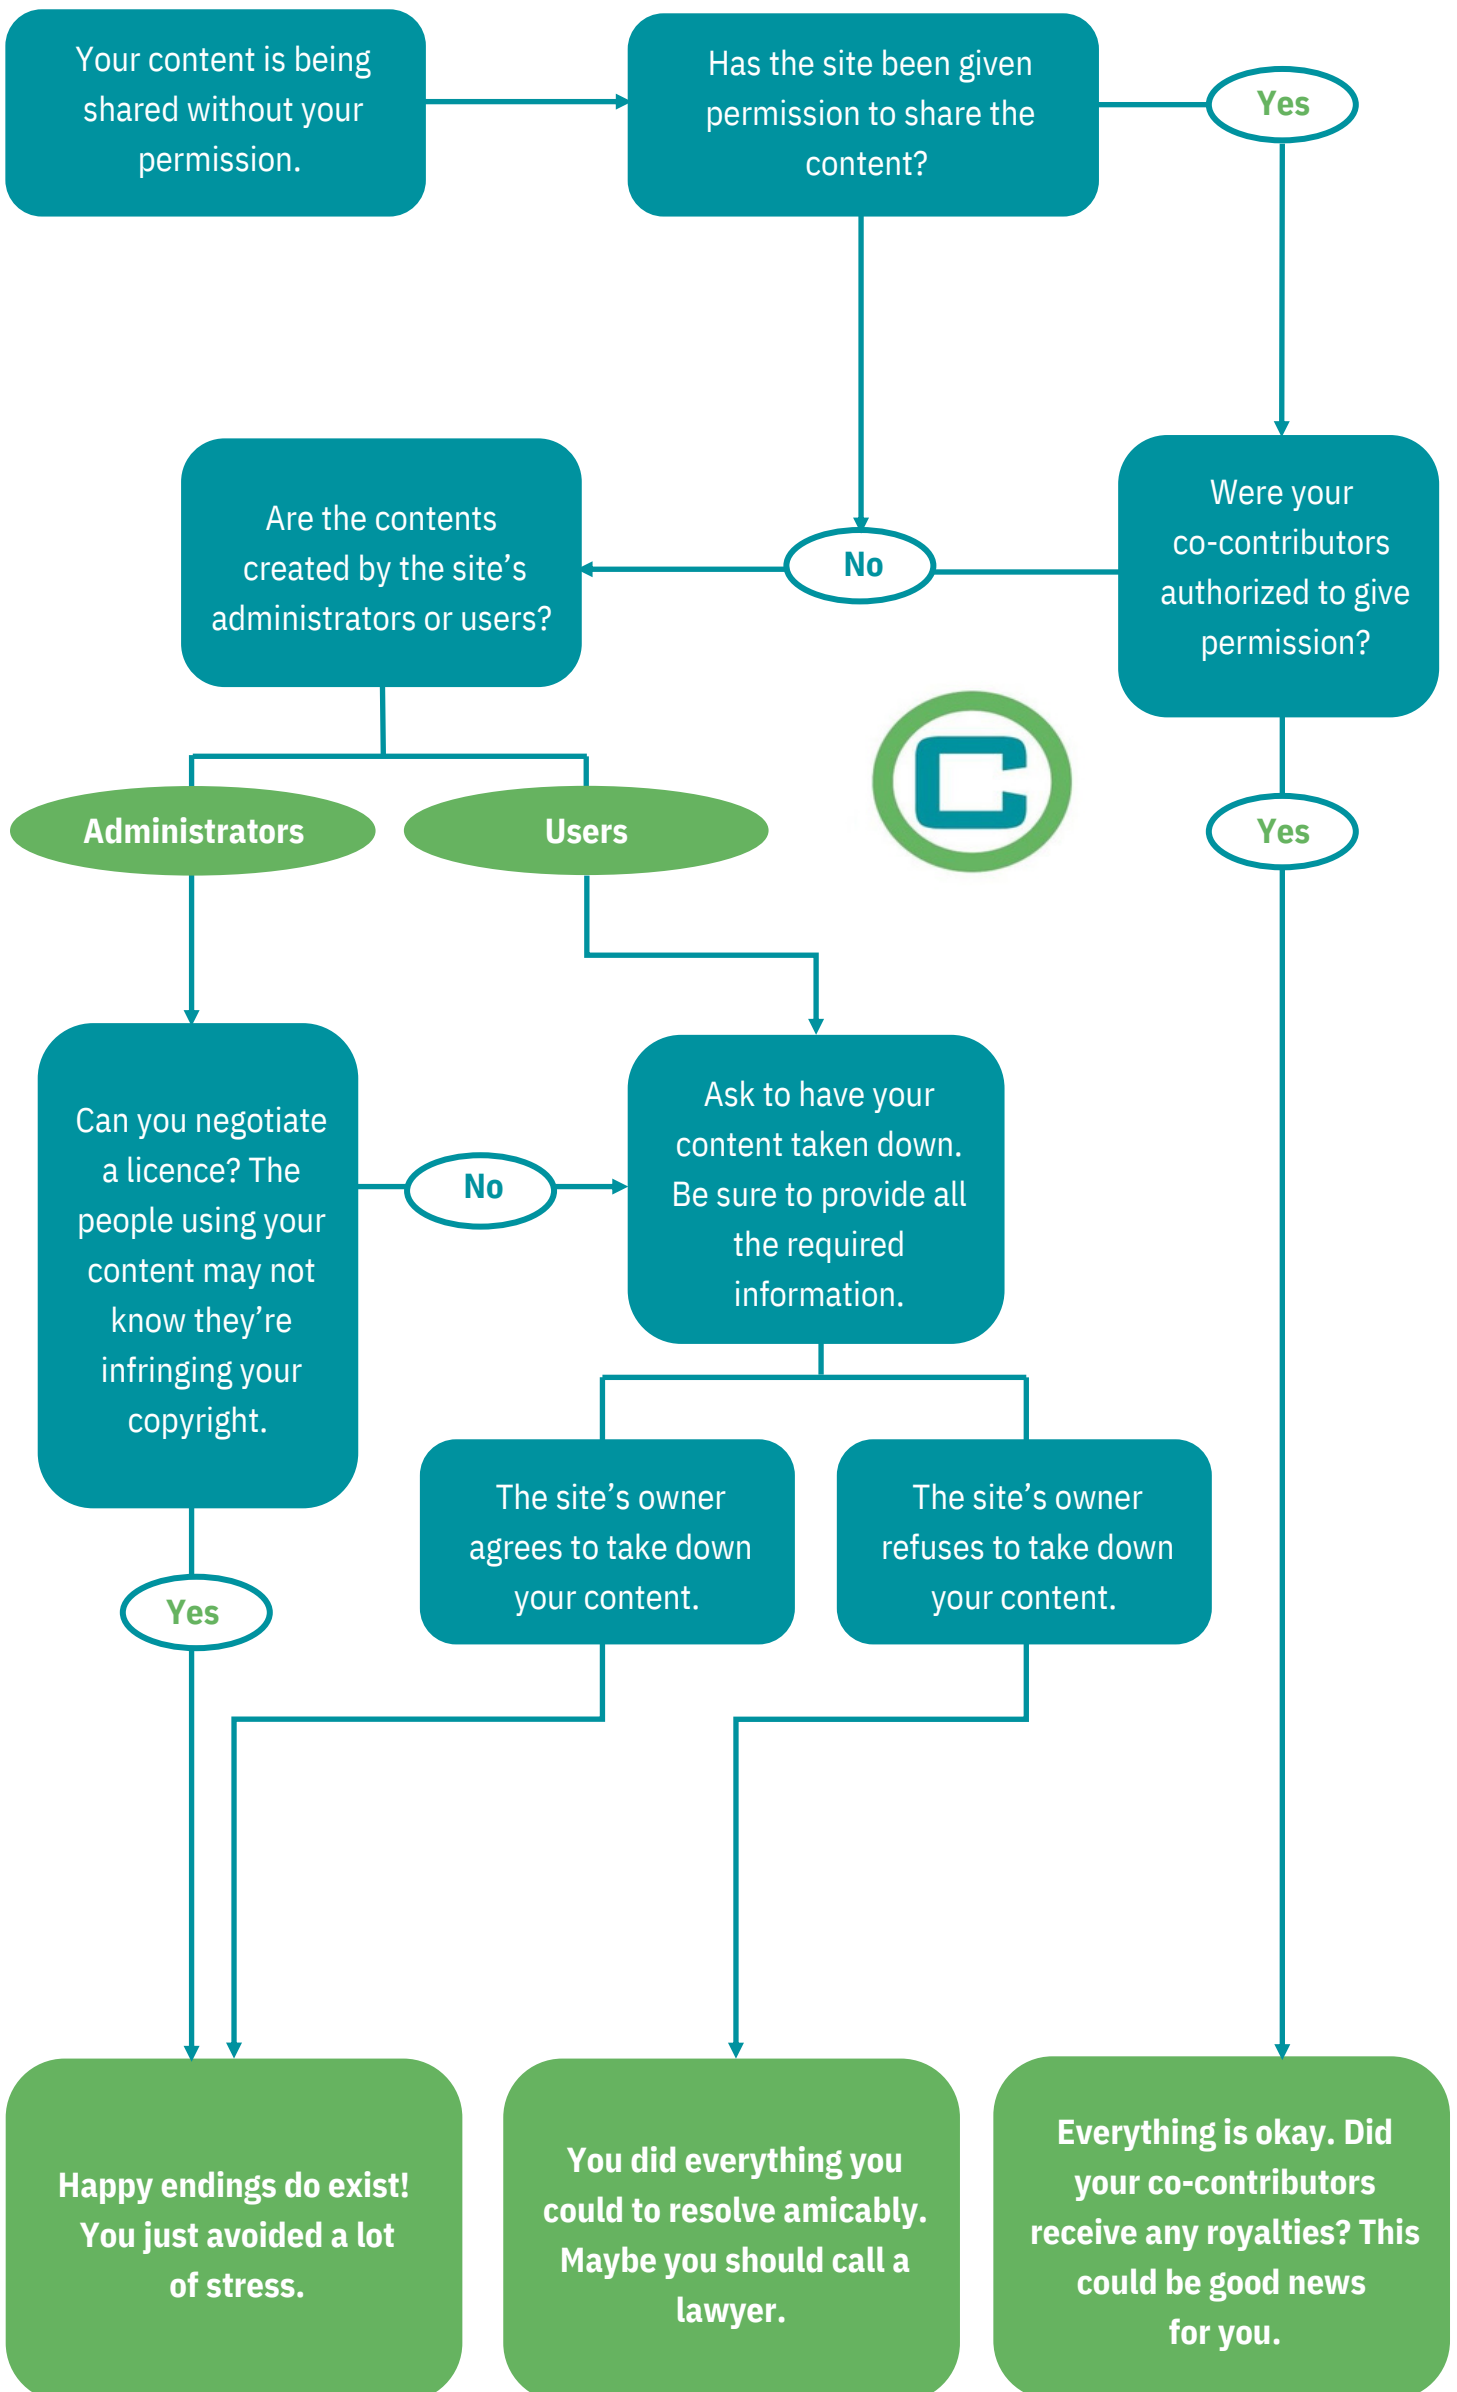 Your content is being
shared without your
permission.
Has the site been given
permission to share the
content?
Yes
Were your
co-contributors
authorized to give
permission?
No
Are the contents
created by the site’s
administrators or users?
C
Administrators
Users
Yes
Can you negotiate
a licence? The
people using your
content may not
know they’re
infringing your
copyright.
No
Ask to have your
content taken down.
Be sure to provide all
the required
information.
The site’s owner
agrees to take down
your content.
The site’s owner
refuses to take down
your content.
Yes
Happy endings do exist!
You just avoided a lot
of stress.
You did everything you
could to resolve amicably.
Maybe you should call a
lawyer.
Everything is okay. Did
your co-contributors
receive any royalties? This
could be good news
for you.